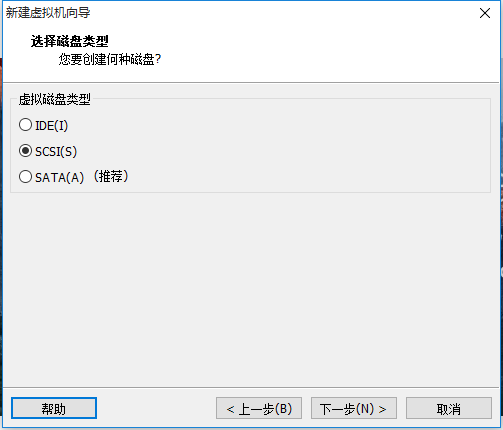 新建虚拟机向导
选择磁盘类型
您要创建何种磁盘?
虚拟磁盘类型
IDE(I)
SCSI(S)
SATA(A) (推荐)
帮助
< 上一步(B)
下一步(N) >
取消